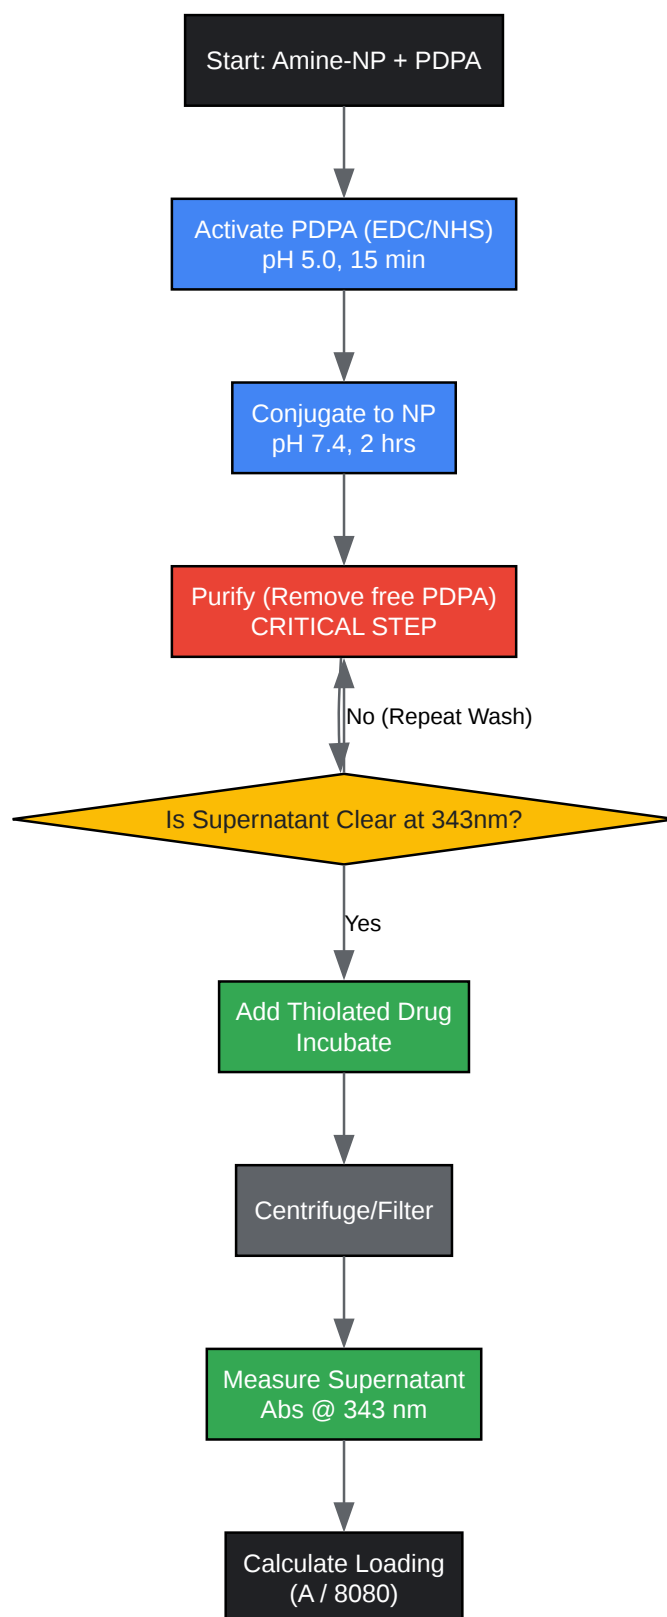 Start: Amine-NP + PDPA
Activate PDPA (EDC/NHS)
pH 5.0, 15 min
Conjugate to NP
pH 7.4, 2 hrs
Purify (Remove free PDPA)
CRITICAL STEP
No (Repeat Wash)
Is Supernatant Clear at 343nm?
Yes
Add Thiolated Drug
Incubate
Centrifuge/Filter
Measure Supernatant
Abs @ 343 nm
Calculate Loading
(A / 8080)